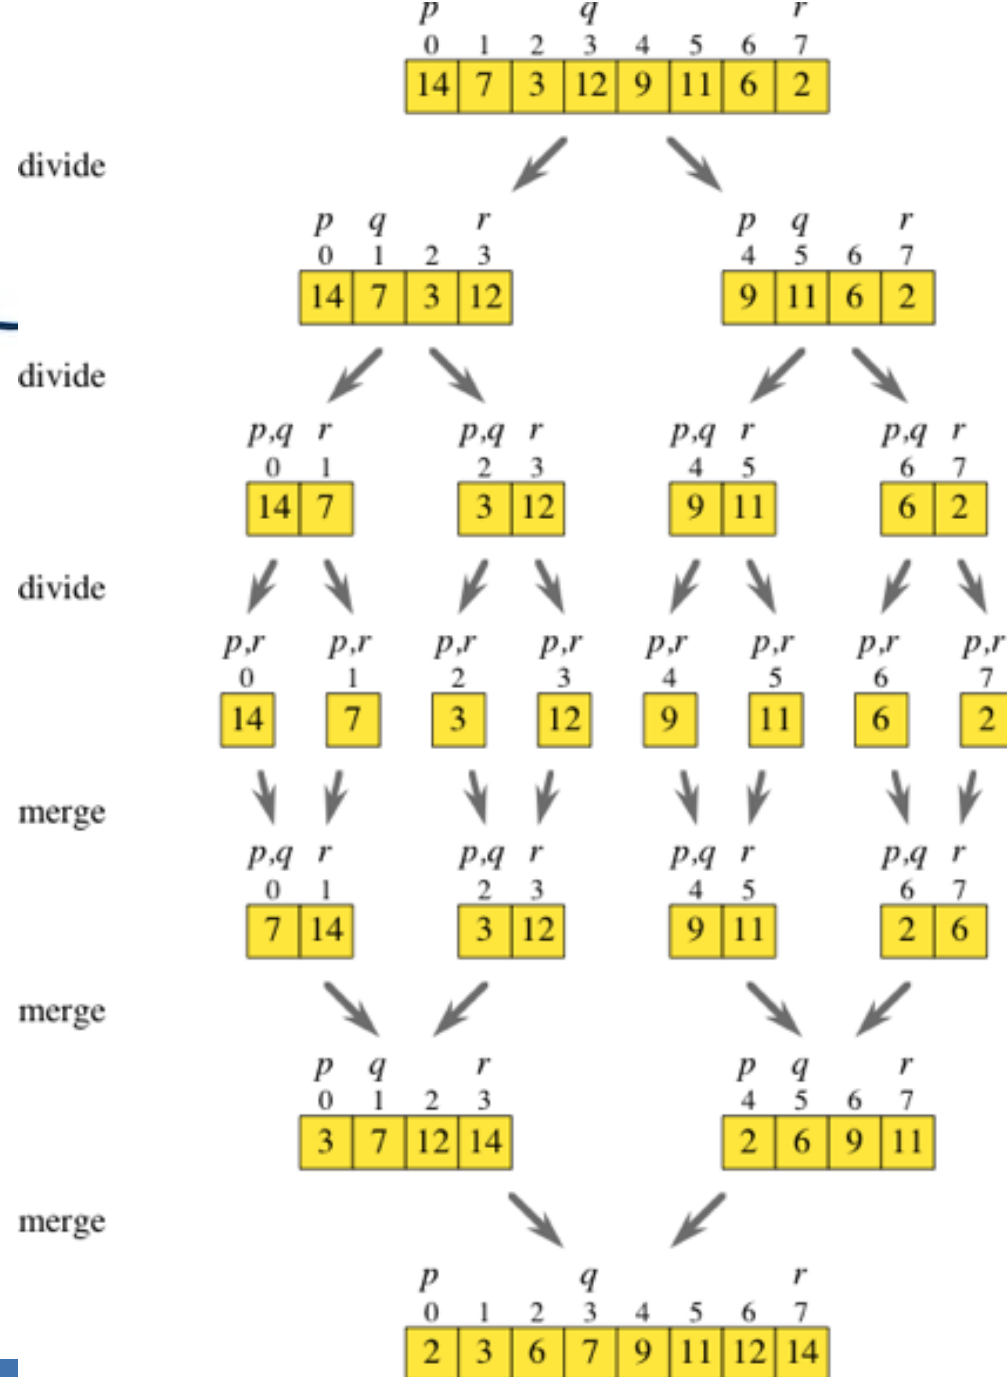 p q r
0 1 2 3 4 5 6 7
14 7 3 12 9 11 6 2
divide
p q r p q r
0 1 2 3 4 5 6 7
14 7 3 12 9 11 6 2
divide
p,q r p,q r p,q r p,q r
0 1 2 3 4 5 6 7
14 7 3 12 9 11 6 2
divide
p,r p,r p,r p,r p,r p,r p,r p,r
0 1 2 3 4 5 6 7
14 7 3 12 9 11 6 2
merge
p,q r p,q r p,q r p,q r
0 1 2 3 4 5 6 7
7 14 3 12 9 11 2 6
merge
p q r p q r
0 1 2 3 4 5 6 7
3 7 12 14 2 6 9 11
merge
p q r
0 1 2 3 4 5 6 7
2 3 6 7 9 11 12 14